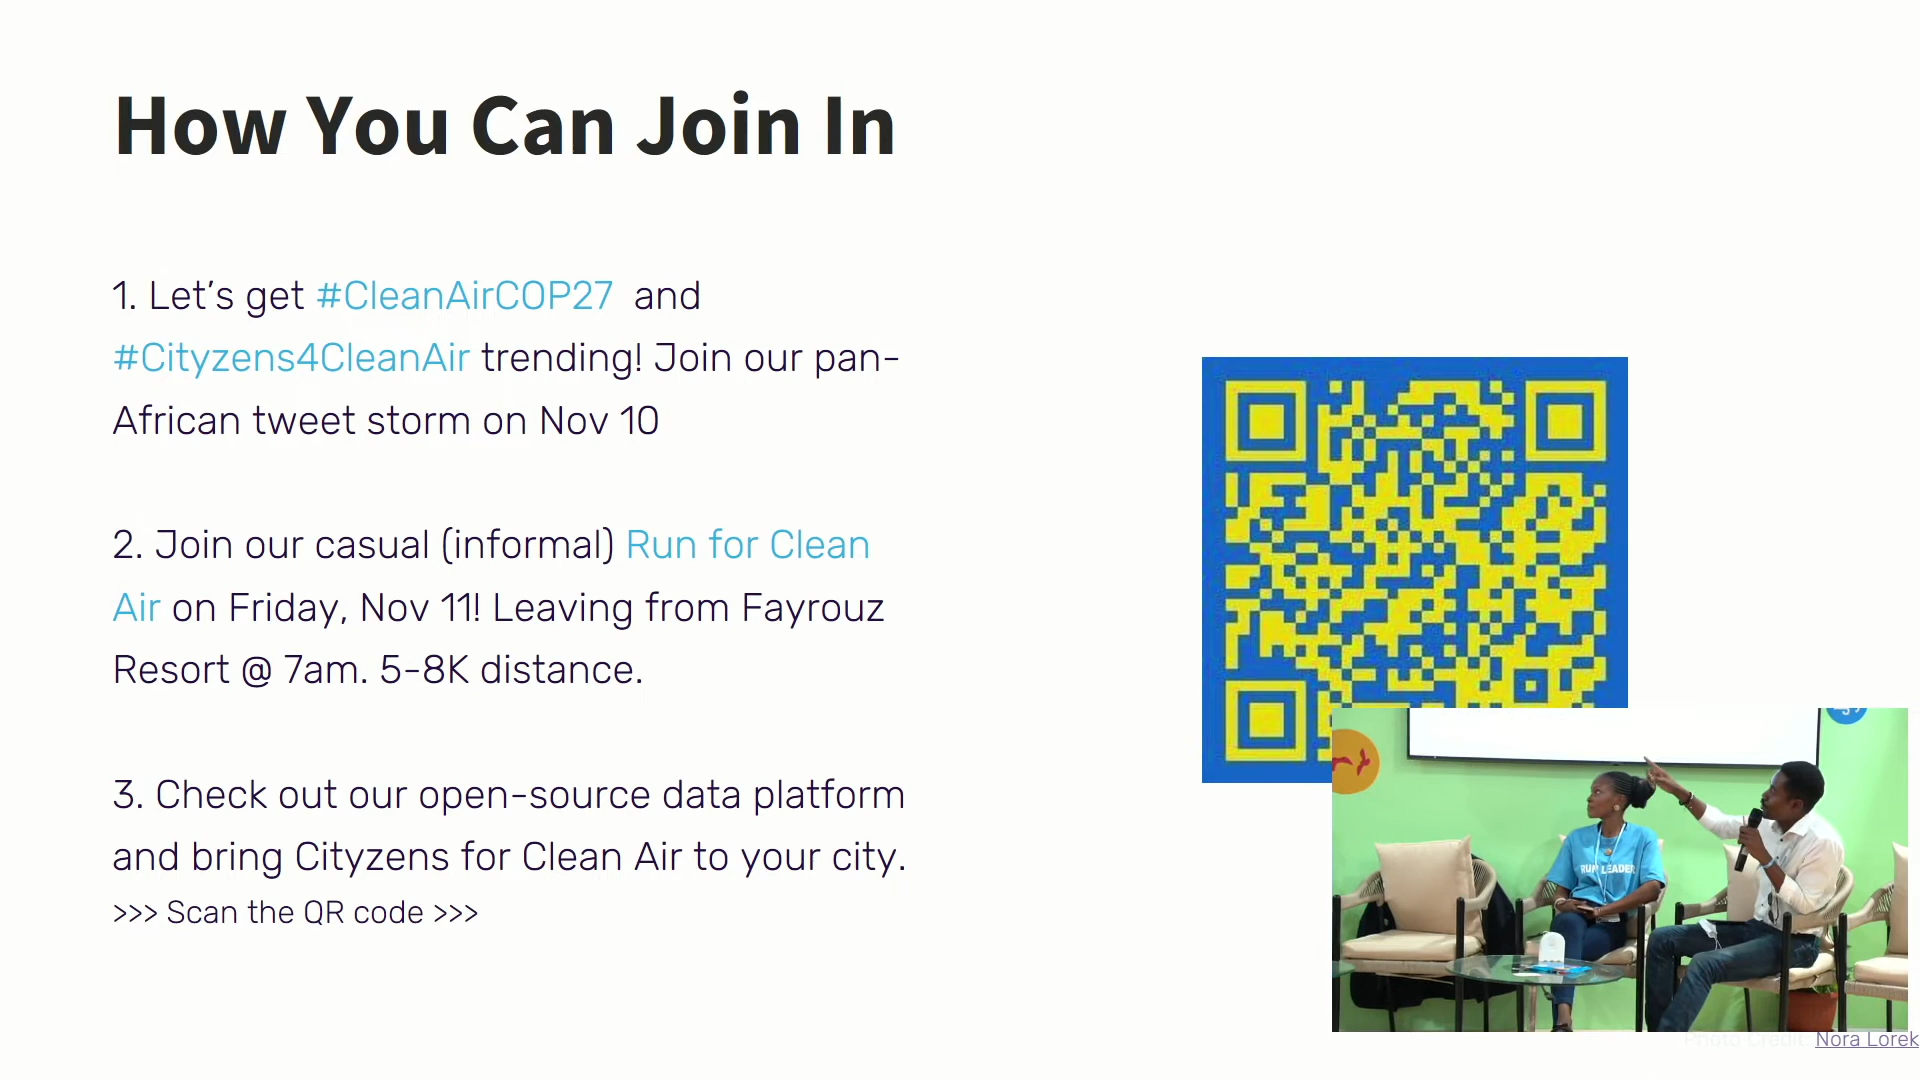 How You Can Join In
1. Let's get #CleanAirCOP27 and
#Cityzens4CleanAir trending! Join our pan-
African tweet storm on Nov 10
2. Join our casual (informal) Run for Clean
Air on Friday, Nov 11! Leaving from Fayrouz
Resort @ 7am. 5-8K distance.
3. Check out our open-source data platform
and bring Cityzens for Clean Air to your city.
>>> Scan the QR code >>>
RUN LEADER
Photo Credit: Nora Lorek